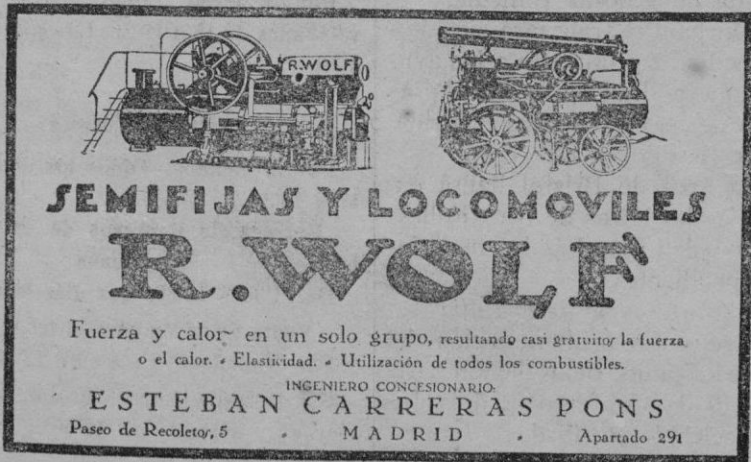 R. WOLF
SEMIFIJAS Y LOCOMOVILES
R. WOLF
Fuerza y calor en un solo grupo, resultando casi gratuitos la fuerza
o el calor. - Elasticidad. - Utilización de todos los combustibles.
INGENIERO CONCESIONARIO:
ESTEBAN CARRERAS PONS
Paseo de Recoletos, 5 - MADRID - Apartado 291